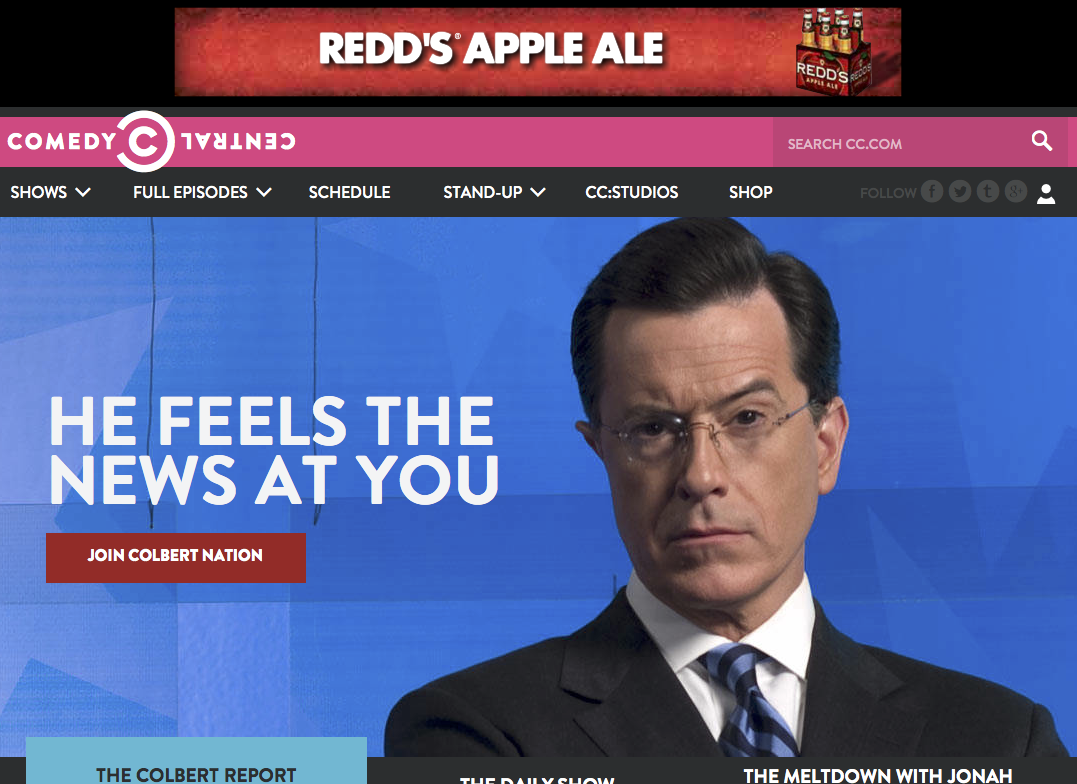 REDD'S® APPLE ALE
REDD'S
APPLE ALE
REDD'S
COMEDY C CENTRAL
SEARCH CC.COM
SHOWS FULL EPISODES SCHEDULE STAND-UP CC:STUDIOS SHOP FOLLOW f t g+
HE FEELS THE
NEWS AT YOU
JOIN COLBERT NATION
THE COLBERT REPORT
THE DAILY SHOW
THE MELTDOWN WITH JONAH